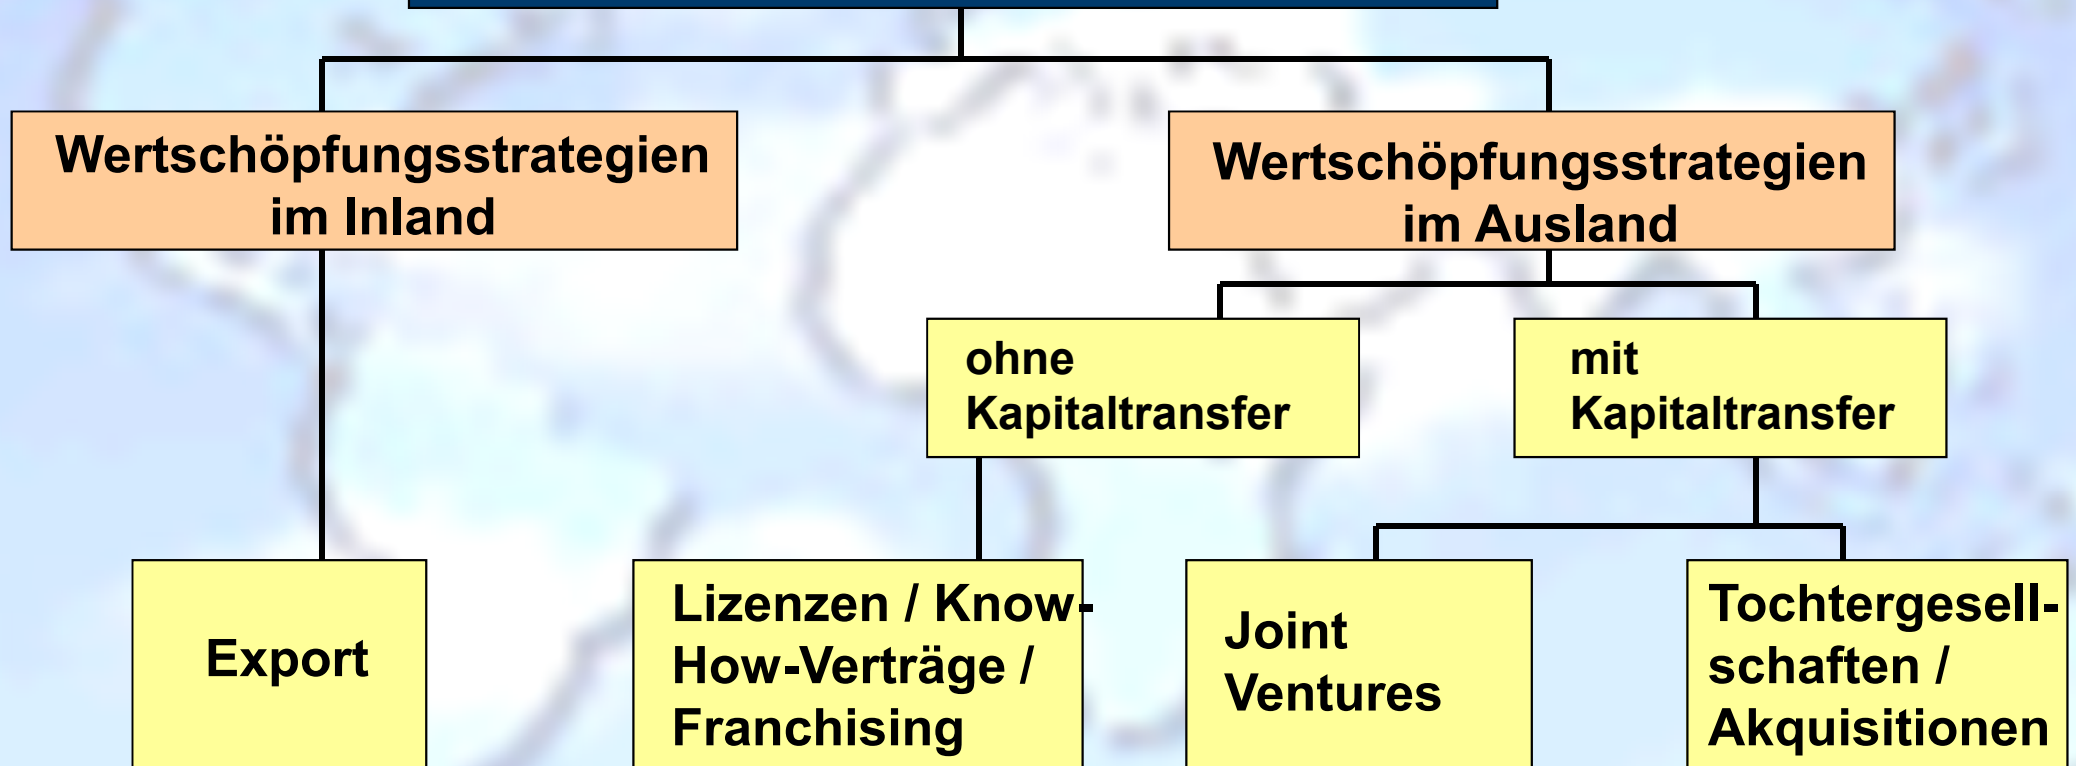 Wertschöpfungsstrategien
im Inland
Wertschöpfungsstrategien
im Ausland
ohne
Kapitaltransfer
mit
Kapitaltransfer
Export
Lizenzen / Know-
How-Verträge /
Franchising
Joint
Ventures
Tochtergesell-
schaften /
Akquisitionen